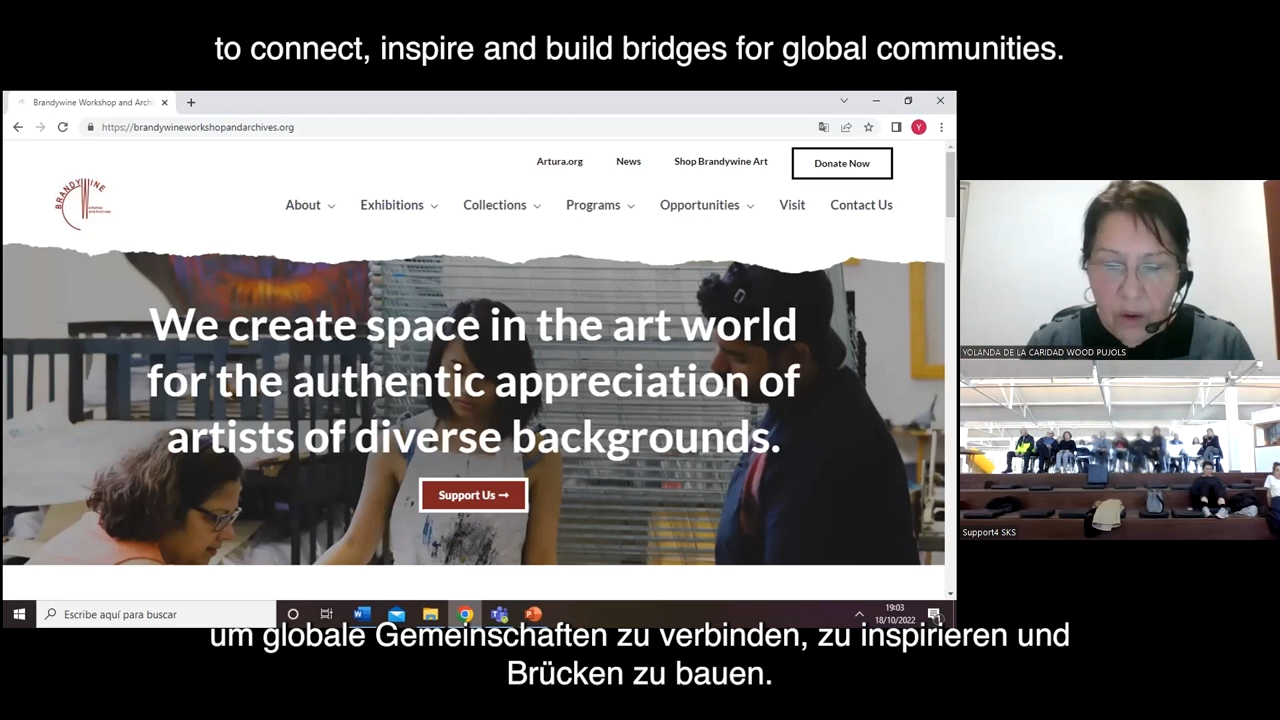 to connect, inspire and build bridges for global communities.
Brandywine Workshop and Archi
https://brandywineworkshopandarchives.org
Y
Artura.org News Shop Brandywine Art Donate Now
BRANDYWINE
About Exhibitions Collections Programs Opportunities Visit Contact Us
We create space in the art world
for the authentic appreciation of
artists of diverse backgrounds.
Support Us →
YOLANDA DE LA CARIDAD WOOD PUJOLS
Support4 SKS
Escribe aquí para buscar
19:03
18/10/2022
um globale Gemeinschaften zu verbinden, zu inspirieren und
Brücken zu bauen.